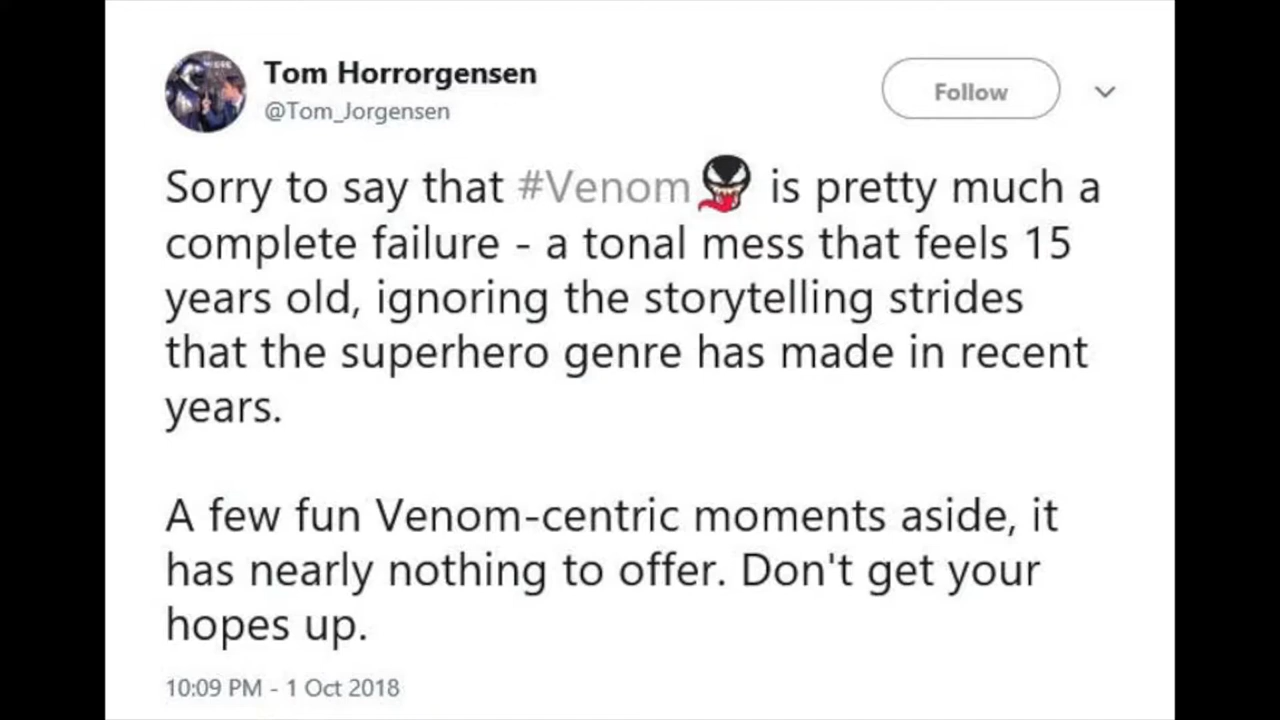 Tom Horrorgensen
@Tom_Jorgensen
Follow
Sorry to say that #Venom is pretty much a
complete failure - a tonal mess that feels 15
years old, ignoring the storytelling strides
that the superhero genre has made in recent
years.
A few fun Venom-centric moments aside, it
has nearly nothing to offer. Don't get your
hopes up.
10:09 PM - 1 Oct 2018